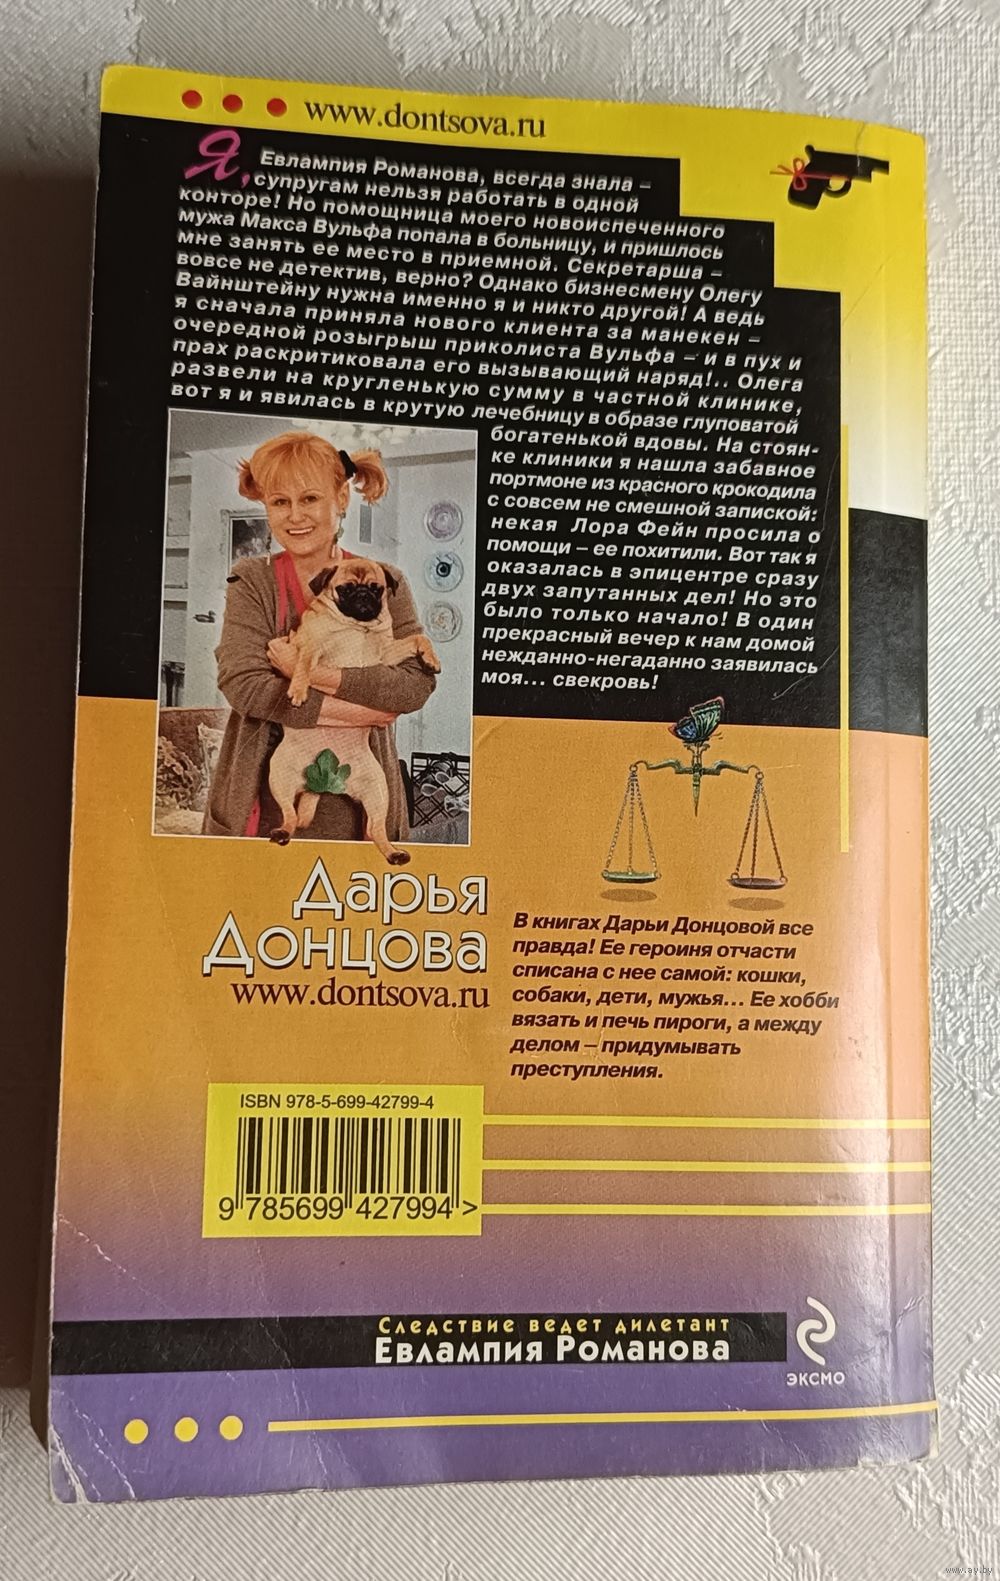 www.dontsova.ru
Я, Евлампия Романова, всегда знала –
супругам нельзя работать в одной
конторе! Но помощница моего новоиспеченного
мужа Макса Вульфа попала в больницу, и пришлось
мне занять ее место в приемной. Секретарша –
вовсе не детектив, верно? Однако бизнесмену Олегу
Вайнштейну нужна именно я и никто другой! А ведь
я сначала приняла нового клиента за манекен –
очередной розыгрыш приколиста Вульфа – и в пух и
прах раскритиковала его вызывающий наряд!.. Олега
развели на кругленькую сумму в частной клинике,
вот я и явилась в крутую лечебницу в образе глуповатой
богатенькой вдовы. На стоян-
ке клиники я нашла забавное
портмоне из красного крокодила
с совсем не смешной запиской:
некая Лора Фейн просила о
помощи – ее похитили. Вот так я
оказалась в эпицентре сразу
двух запутанных дел! Но это
было только начало! В один
прекрасный вечер к нам домой
нежданно-негаданно заявилась
моя... свекровь!
Дарья
Донцова
www.dontsova.ru
В книгах Дарьи Донцовой все
правда! Ее героиня отчасти
списана с нее самой: кошки,
собаки, дети, мужья... Ее хобби
вязать и печь пироги, а между
делом – придумывать
преступления.
ISBN 978-5-699-42799-4
9 785699 427994 >
Следствие ведет дилетант
Евлампия Романова
ЭКСМО
www.ay.by